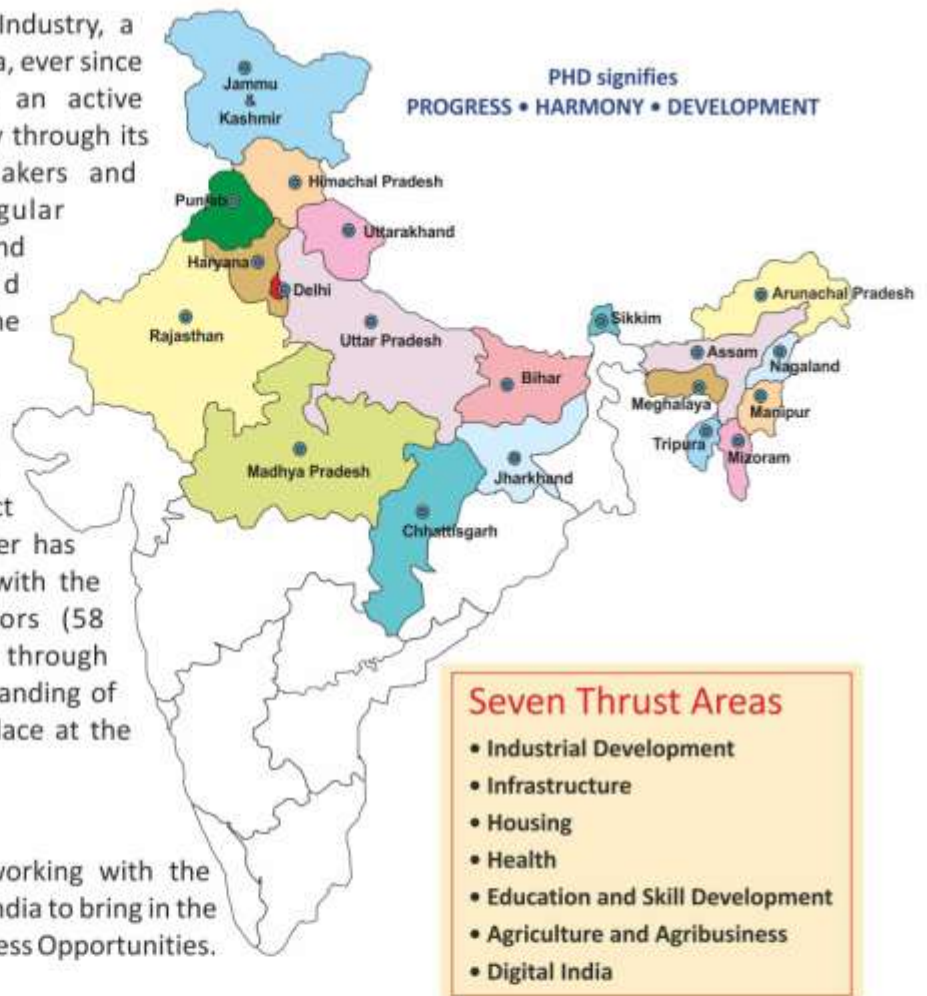 Industry, a
a, ever since
an active
through its
akers and
gular
nd
d
ne
ct
er has
with the
ors (58
through
anding of
lace at the
working with the
ndia to bring in the
ess Opportunities.
PHD signifies
PROGRESS • HARMONY • DEVELOPMENT
Jammu
&
Kashmir
Himachal Pradesh
Punjab
Uttarakhand
Haryana
Delhi
Rajasthan
Uttar Pradesh
Bihar
Sikkim
Arunachal Pradesh
Assam
Nagaland
Meghalaya
Manipur
Tripura
Mizoram
Madhya Pradesh
Jharkhand
Chhattisgarh
Seven Thrust Areas
• Industrial Development
• Infrastructure
• Housing
• Health
• Education and Skill Development
• Agriculture and Agribusiness
• Digital India